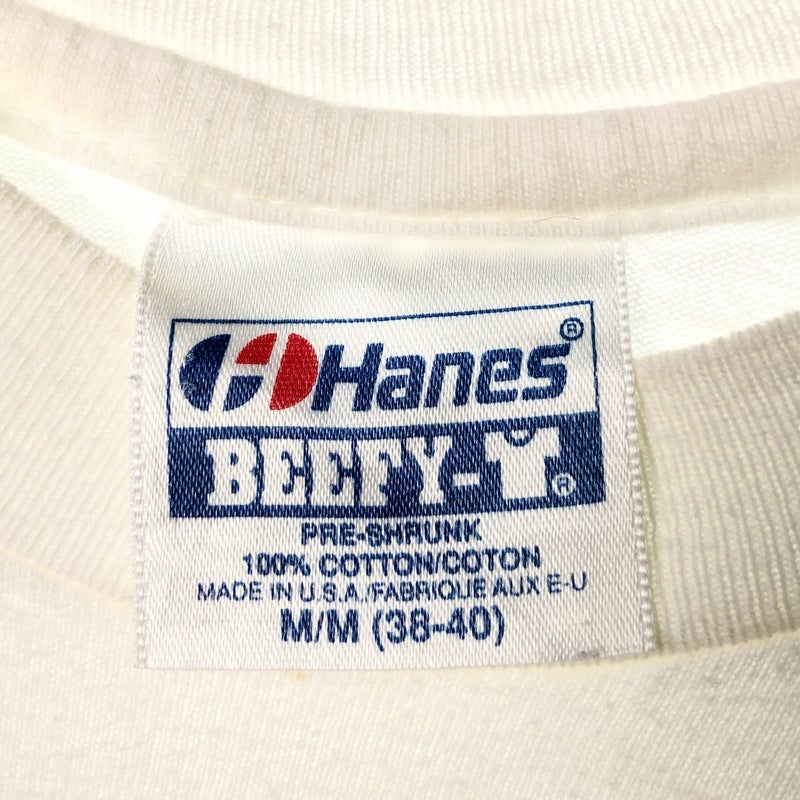 Hanes®
BEEFY-T®
PRE-SHRUNK
100% COTTON/COTON
MADE IN U.S.A./FABRIQUE AUX E-U
M/M (38-40)